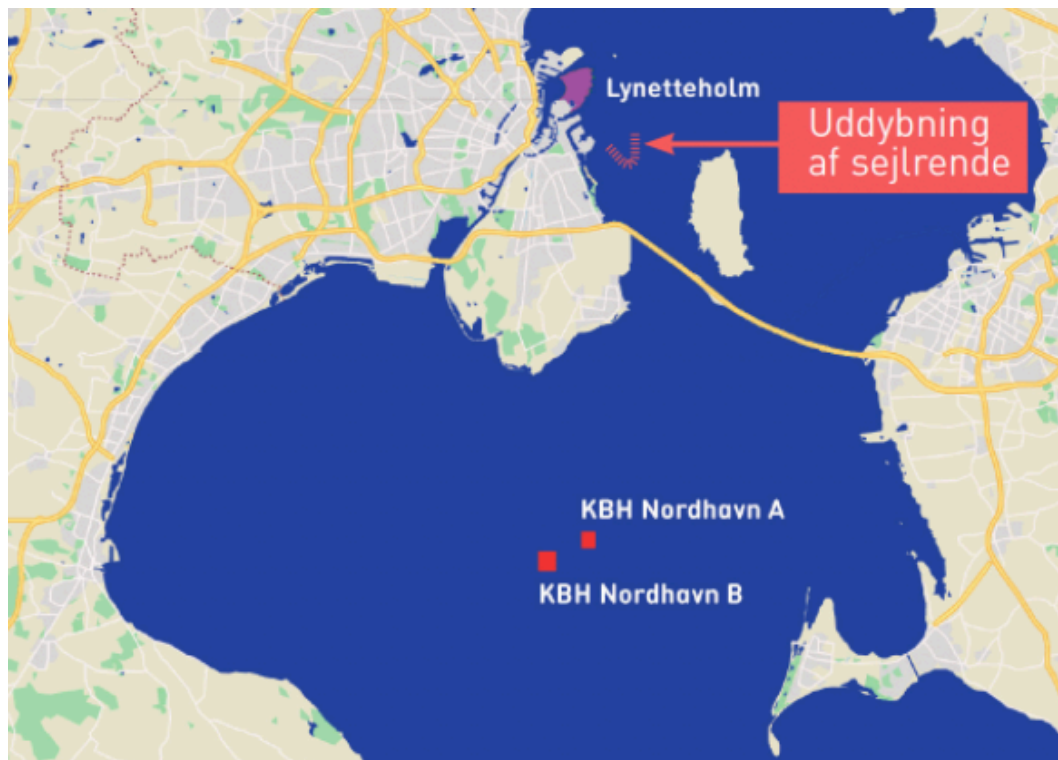 Lynetteholm
Uddybning
af sejlrende
KBH Nordhavn A
KBH Nordhavn B